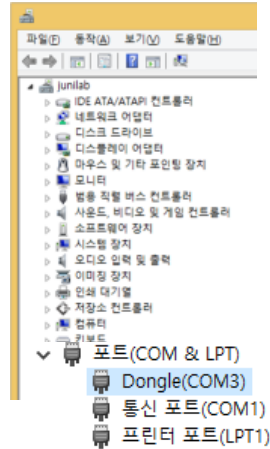 파일(F) 동작(A) 보기(V) 도움말(H)
junilab
IDE ATA/ATAPI 컨트롤러
네트워크 어댑터
디스크 드라이브
디스플레이 어댑터
마우스 및 기타 포인팅 장치
모니터
범용 직렬 버스 컨트롤러
사운드, 비디오 및 게임 컨트롤러
소프트웨어 장치
시스템 장치
오디오 입력 및 출력
이미징 장치
인쇄 대기열
저장소 컨트롤러
컴퓨터
키보드
포트(COM & LPT)
Dongle(COM3)
통신 포트(COM1)
프린터 포트(LPT1)